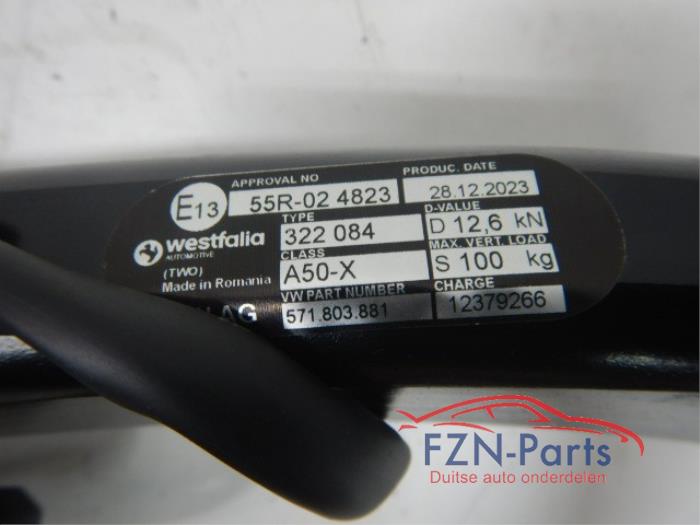 APPROVAL NO
PRODUC. DATE
E13
55R-02 4823
28.12.2023
TYPE
D-VALUE
westfalia
AUTOMOTIVE
322 084
D 12,6 kN
CLASS
MAX. VERT. LOAD
(TWO)
Made in Romania
A50-X
S 100 kg
VW PART NUMBER
CHARGE
AG
571.803.881
12379266
FZN-Parts
Duitse auto onderdelen